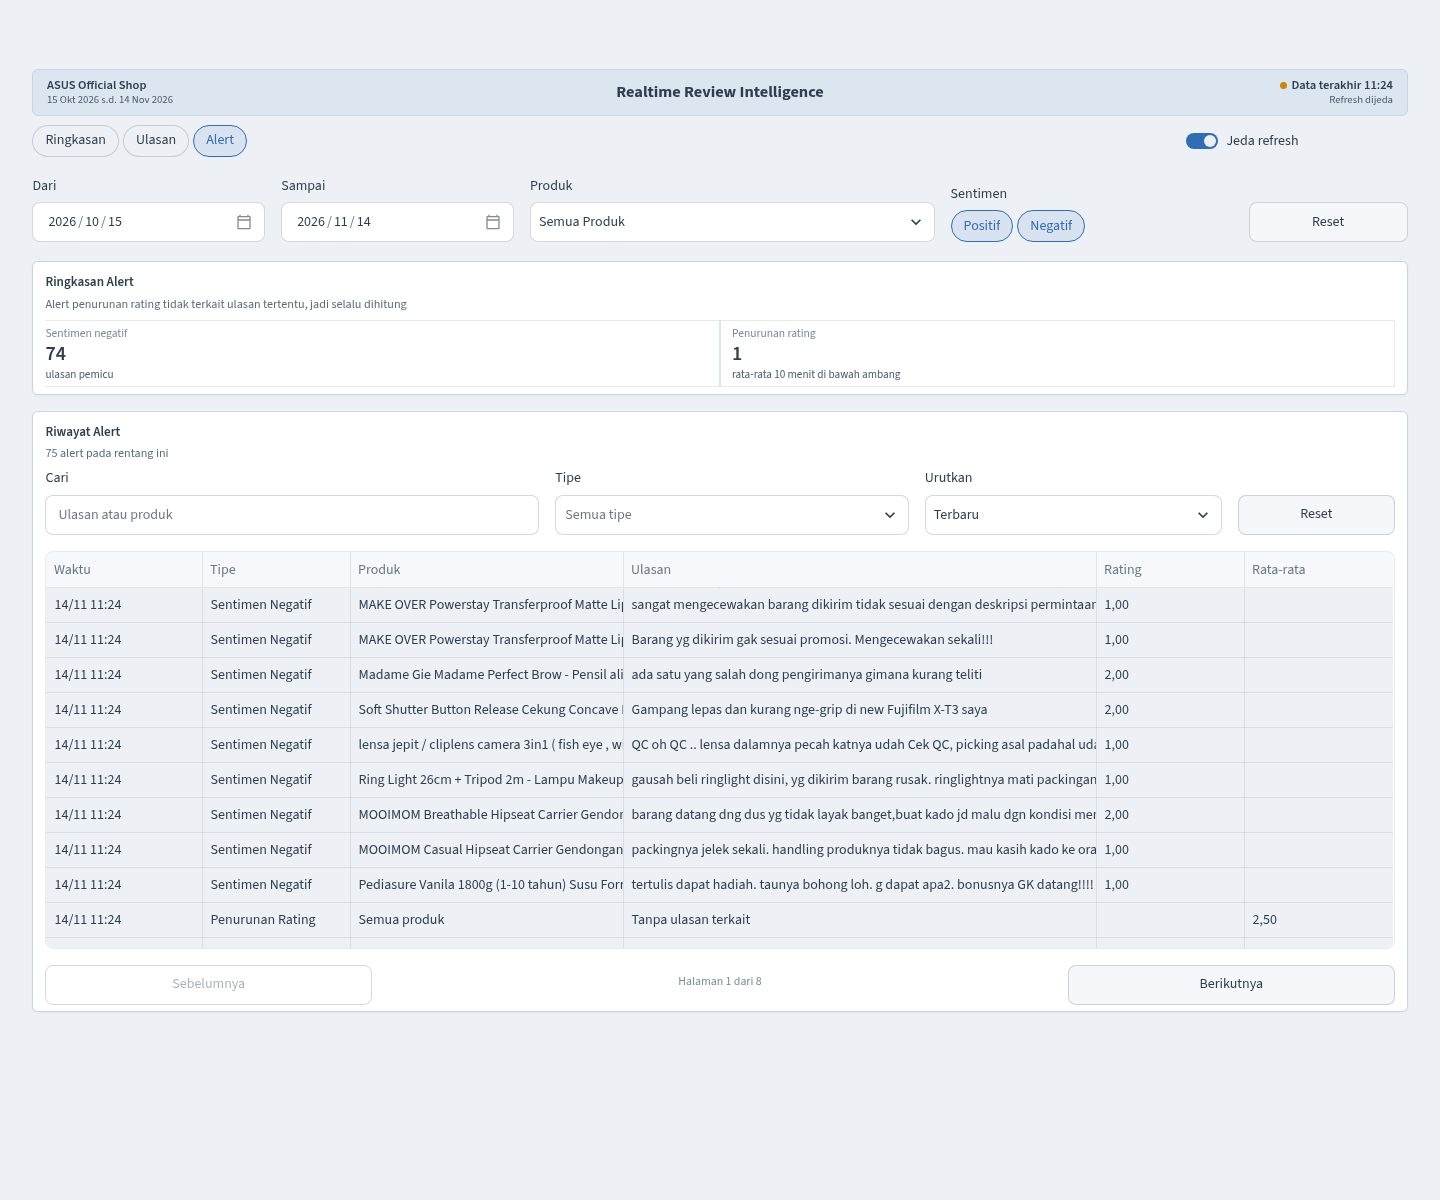 ASUS Official Shop
15 Okt 2026 s.d. 14 Nov 2026
Realtime Review Intelligence
Data terakhir 11:24
Refresh dijeda
Ringkasan
Ulasan
Alert
Jeda refresh
Dari
Sampai
Produk
Sentimen
2026 / 10 / 15
2026 / 11 / 14
Semua Produk
Positif
Negatif
Reset
Ringkasan Alert
Alert penurunan rating tidak terkait ulasan tertentu, jadi selalu dihitung
Sentimen negatif
74
ulasan pemicu
Penurunan rating
1
rata-rata 10 menit di bawah ambang
Riwayat Alert
75 alert pada rentang ini
Cari
Tipe
Urutkan
Ulasan atau produk
Semua tipe
Terbaru
Reset
Waktu Tipe Produk Ulasan Rating Rata-rata
14/11 11:24 Sentimen Negatif MAKE OVER Powerstay Transferproof Matte Lip sangat mengecewakan barang dikirim tidak sesuai dengan deskripsi permintaan 1,00
14/11 11:24 Sentimen Negatif MAKE OVER Powerstay Transferproof Matte Lip Barang yg dikirim gak sesuai promosi. Mengecewakan sekali!!! 1,00
14/11 11:24 Sentimen Negatif Madame Gie Madame Perfect Brow - Pensil ali ada satu yang salah dong pengirimanya gimana kurang teliti 2,00
14/11 11:24 Sentimen Negatif Soft Shutter Button Release Cekung Concave Gampang lepas dan kurang nge-grip di new Fujifilm X-T3 saya 2,00
14/11 11:24 Sentimen Negatif lensa jepit / cliplens camera 3in1 ( fish eye , w QC oh QC .. lensa dalamnya pecah katnya udah Cek QC, picking asal padahal uda 1,00
14/11 11:24 Sentimen Negatif Ring Light 26cm + Tripod 2m - Lampu Makeup gausah beli ringlight disini, yg dikirim barang rusak. ringlightnya mati packingan 1,00
14/11 11:24 Sentimen Negatif MOOIMOM Breathable Hipseat Carrier Gendon barang datang dng dus yg tidak layak banget,buat kado jd malu dgn kondisi mer 2,00
14/11 11:24 Sentimen Negatif MOOIMOM Casual Hipseat Carrier Gendongan packingnya jelek sekali. handling produknya tidak bagus. mau kasih kado ke ora 1,00
14/11 11:24 Sentimen Negatif Pediasure Vanila 1800g (1-10 tahun) Susu Forr tertulis dapat hadiah. taunya bohong loh. g dapat apa2. bonusnya GK datang!!!! 1,00
14/11 11:24 Penurunan Rating Semua produk Tanpa ulasan terkait 2,50
Sebelumnya
Halaman 1 dari 8
Berikutnya